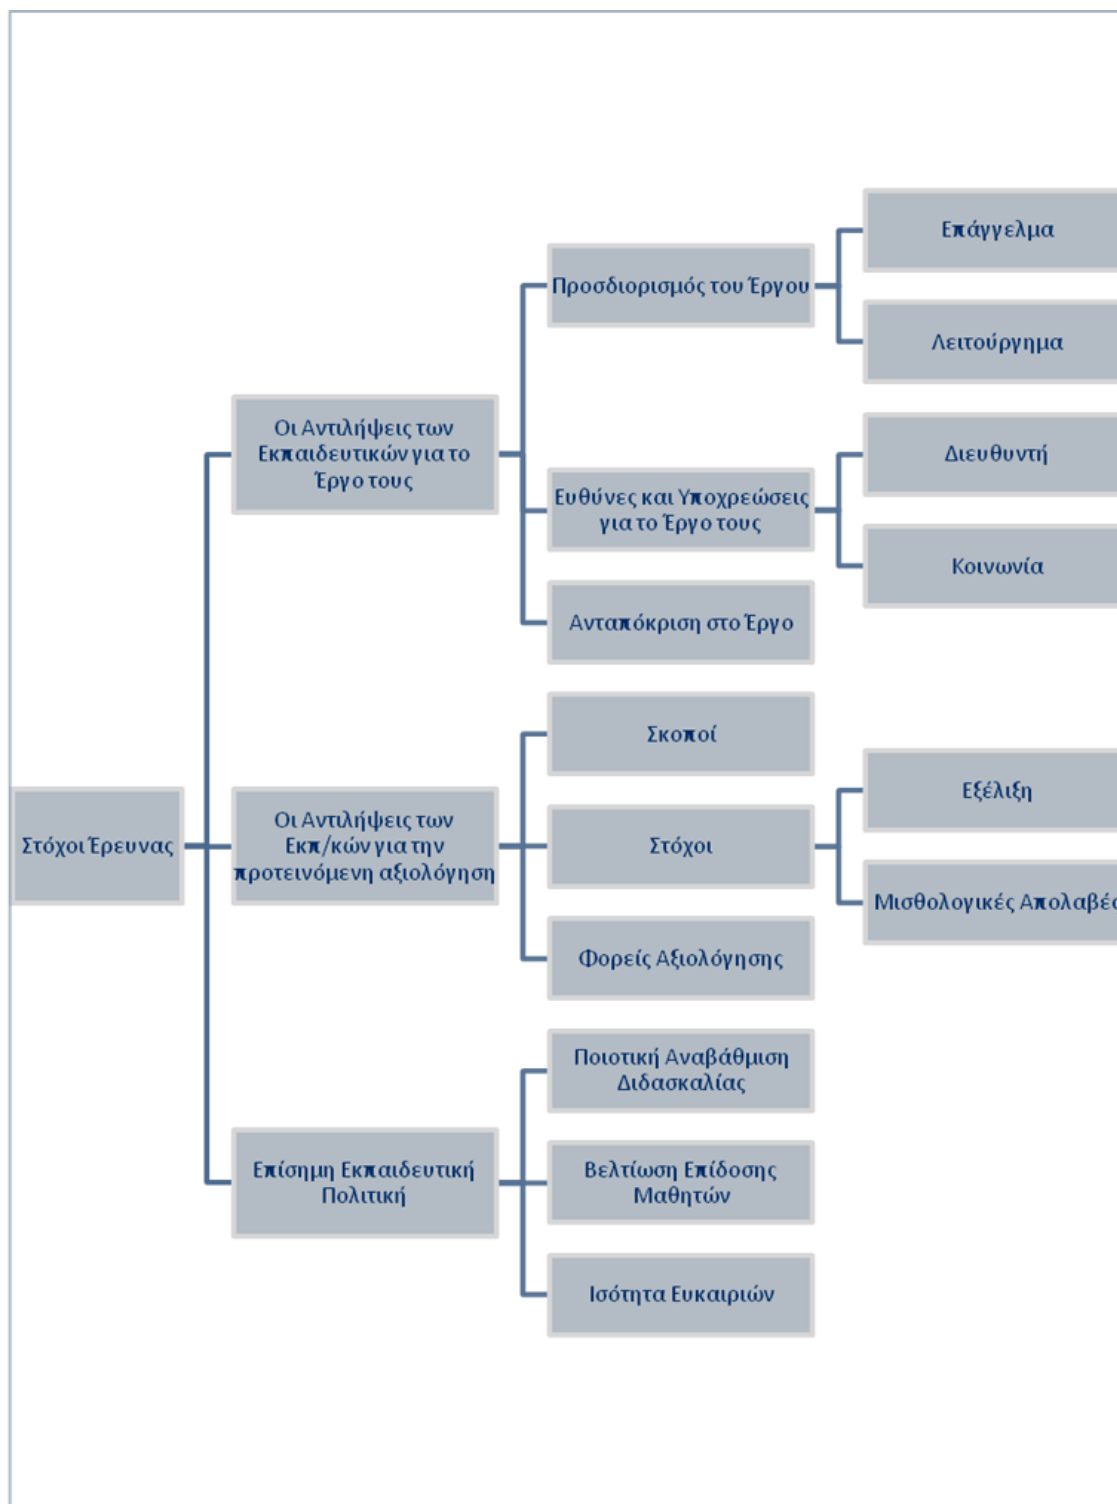 Στόχοι Έρευνας
Οι Αντιλήψεις των
Εκπαιδευτικών για το
Έργο τους
Προσδιορισμός του Έργου
Επάγγελμα
Λειτούργημα
Ευθύνες και Υποχρεώσεις
για το Έργο τους
Διευθυντή
Κοινωνία
Ανταπόκριση στο Έργο
Οι Αντιλήψεις των
Εκπ/κών για την
προτεινόμενη αξιολόγηση
Σκοποί
Στόχοι
Εξέλιξη
Μισθολογικές Απολαβές
Φορείς Αξιολόγησης
Επίσημη Εκπαιδευτική
Πολιτική
Ποιοτική Αναβάθμιση
Διδασκαλίας
Βελτίωση Επίδοσης
Μαθητών
Ισότητα Ευκαιριών